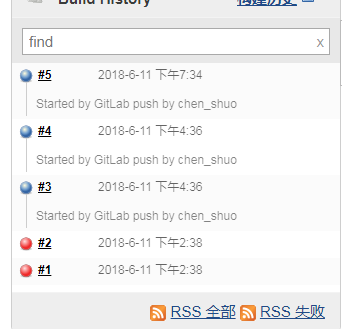 Build History 构建历史
find x
#5 2018-6-11 下午7:34
Started by GitLab push by chen_shuo
#4 2018-6-11 下午4:36
Started by GitLab push by chen_shuo
#3 2018-6-11 下午4:36
Started by GitLab push by chen_shuo
#2 2018-6-11 下午2:38
#1 2018-6-11 下午2:38
RSS 全部 RSS 失败